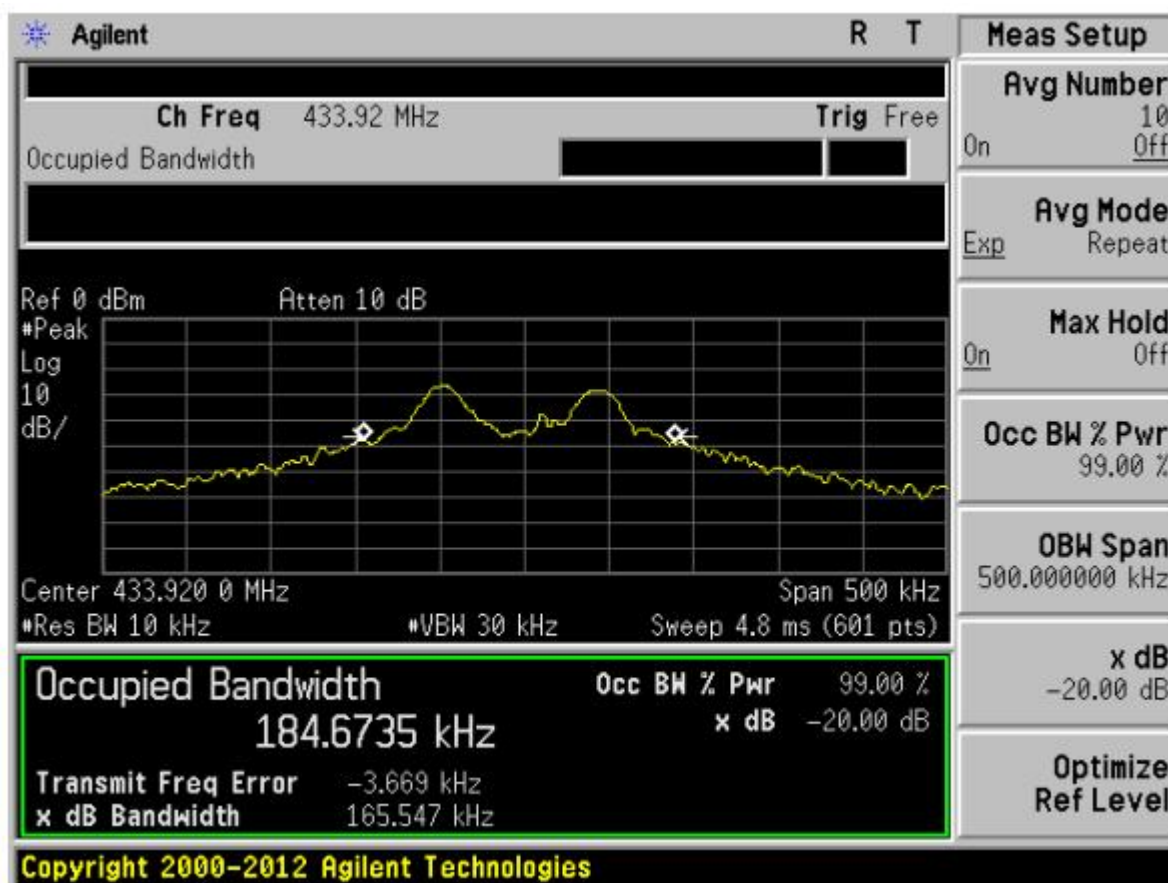 Agilent R T Meas Setup
Avg Number
10
On Off
Ch Freq 433.92 MHz Trig Free
Occupied Bandwidth
Avg Mode
Exp Repeat
Ref 0 dBm Atten 10 dB
#Peak
Log
10
dB/
Max Hold
On Off
Occ BW % Pwr
99.00 %
OBW Span
500.000000 kHz
Center 433.920 0 MHz Span 500 kHz
#Res BW 10 kHz #VBW 30 kHz Sweep 4.8 ms (601 pts)
x dB
-20.00 dB
Occupied Bandwidth Occ BW % Pwr 99.00 %
184.6735 kHz x dB -20.00 dB
Transmit Freq Error -3.669 kHz
x dB Bandwidth 165.547 kHz
Optimize
Ref Level
Copyright 2000-2012 Agilent Technologies